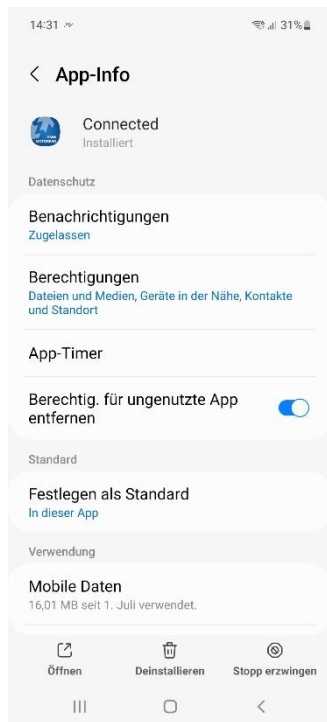 14:31
31%
App-Info
Connected
Installiert
Datenschutz
Benachrichtigungen
Zugelassen
Berechtigungen
Dateien und Medien, Geräte in der Nähe, Kontakte
und Standort
App-Timer
Berechtig. für ungenutzte App
entfernen
Standard
Festlegen als Standard
In dieser App
Verwendung
Mobile Daten
16,01 MB seit 1. Juli verwendet.
Öffnen
Deinstallieren
Stopp erzwingen